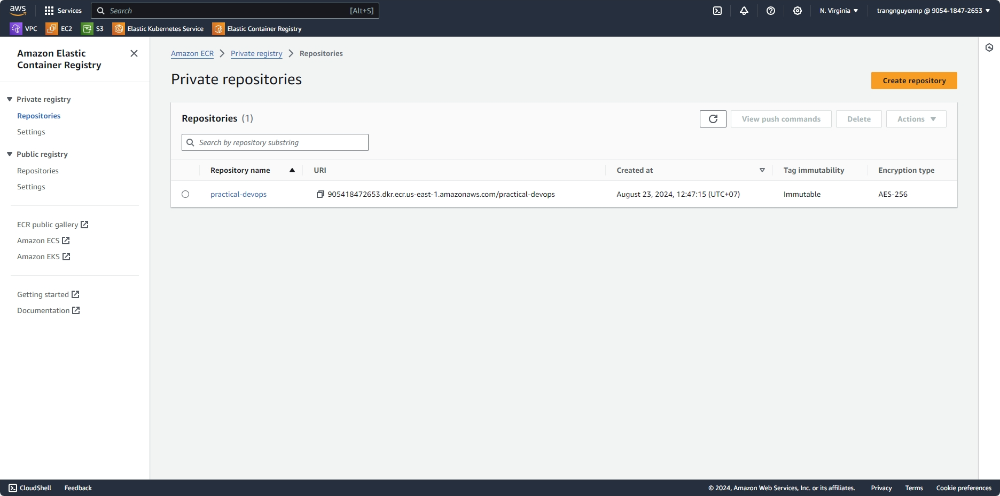 aws Services Search [Alt+S] N. Virginia trangnguyennp @ 9054-1847-2653
VPC EC2 S3 Elastic Kubernetes Service Elastic Container Registry
Amazon Elastic
Container Registry
Private registry
Repositories
Settings
Public registry
Repositories
Settings
ECR public gallery
Amazon ECS
Amazon EKS
Getting started
Documentation
Amazon ECR Private registry Repositories
Private repositories
Create repository
Repositories (1)
View push commands Delete Actions
Search by repository substring
Repository name URI Created at Tag immutability Encryption type
practical-devops 905418472653.dkr.ecr.us-east-1.amazonaws.com/practical-devops August 23, 2024, 12:47:15 (UTC+07) Immutable AES-256
CloudShell Feedback © 2024, Amazon Web Services, Inc. or its affiliates. Privacy Terms Cookie preferences